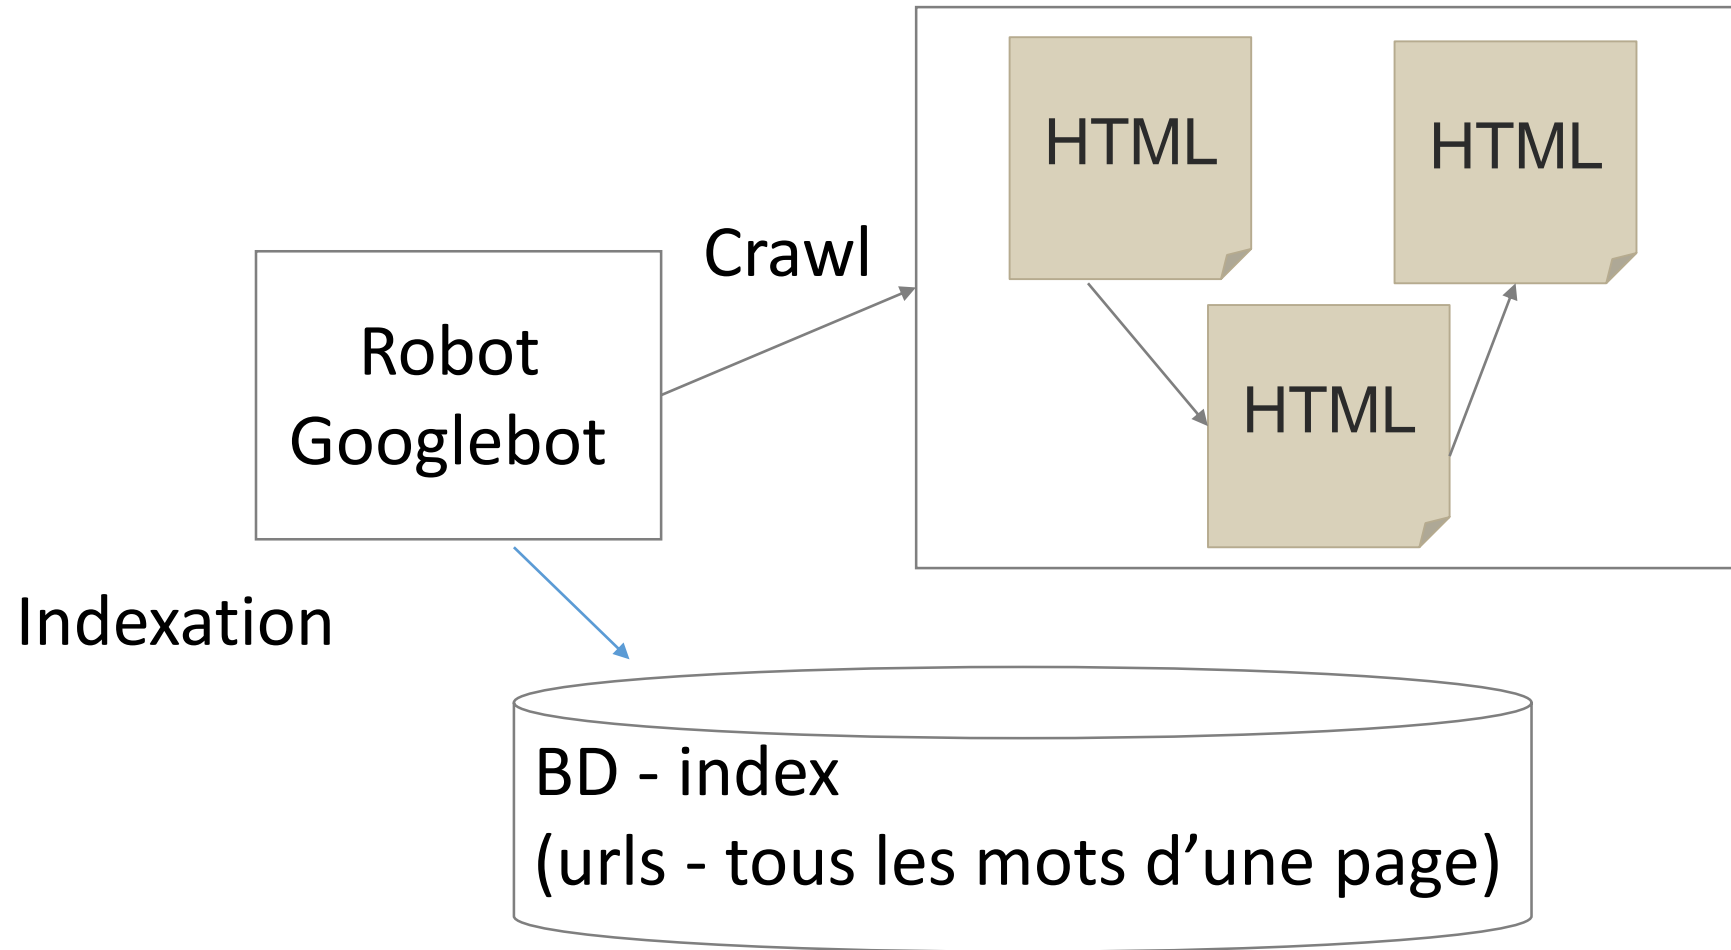 HTML
HTML
Crawl
Robot
Googlebot
HTML
Indexation
BD - index
(urls - tous les mots d’une page)